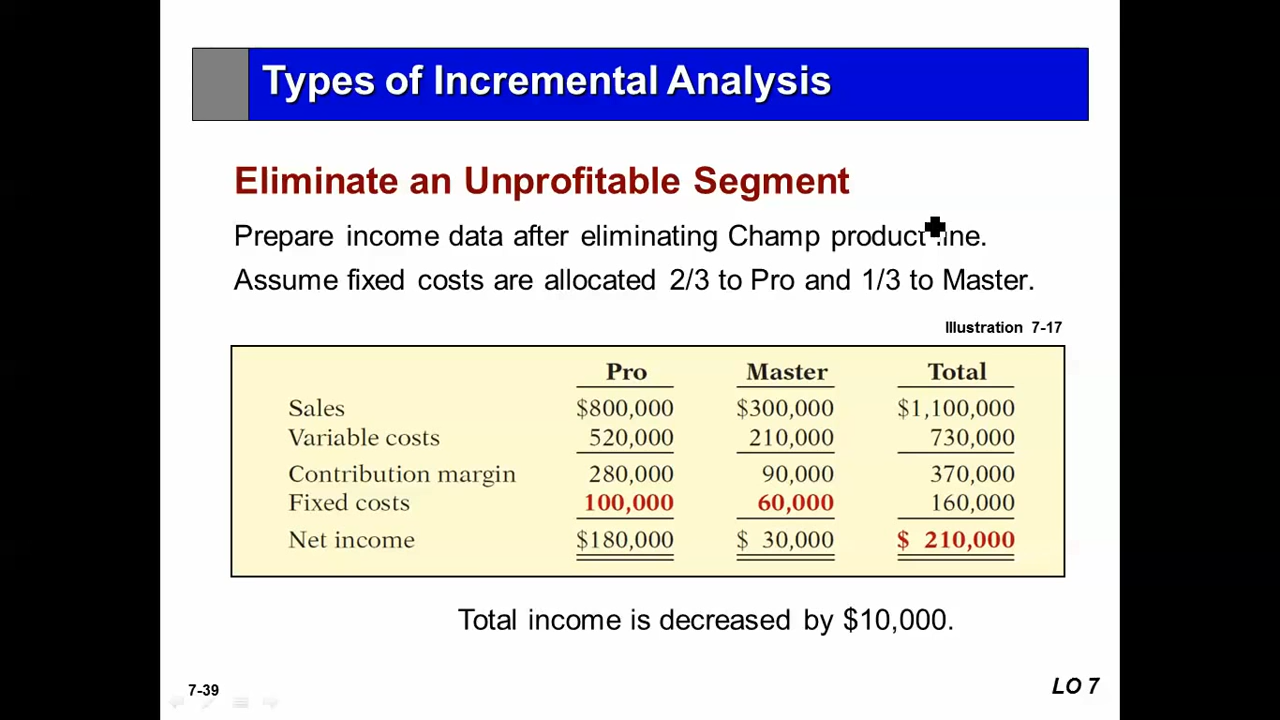 Types of Incremental Analysis
Eliminate an Unprofitable Segment
Prepare income data after eliminating Champ product line.
Assume fixed costs are allocated 2/3 to Pro and 1/3 to Master.
Illustration 7-17
Pro Master Total
Sales $800,000 $300,000 $1,100,000
Variable costs 520,000 210,000 730,000
Contribution margin 280,000 90,000 370,000
Fixed costs 100,000 60,000 160,000
Net income $180,000 $ 30,000 $ 210,000
Total income is decreased by $10,000.
7-39
LO 7